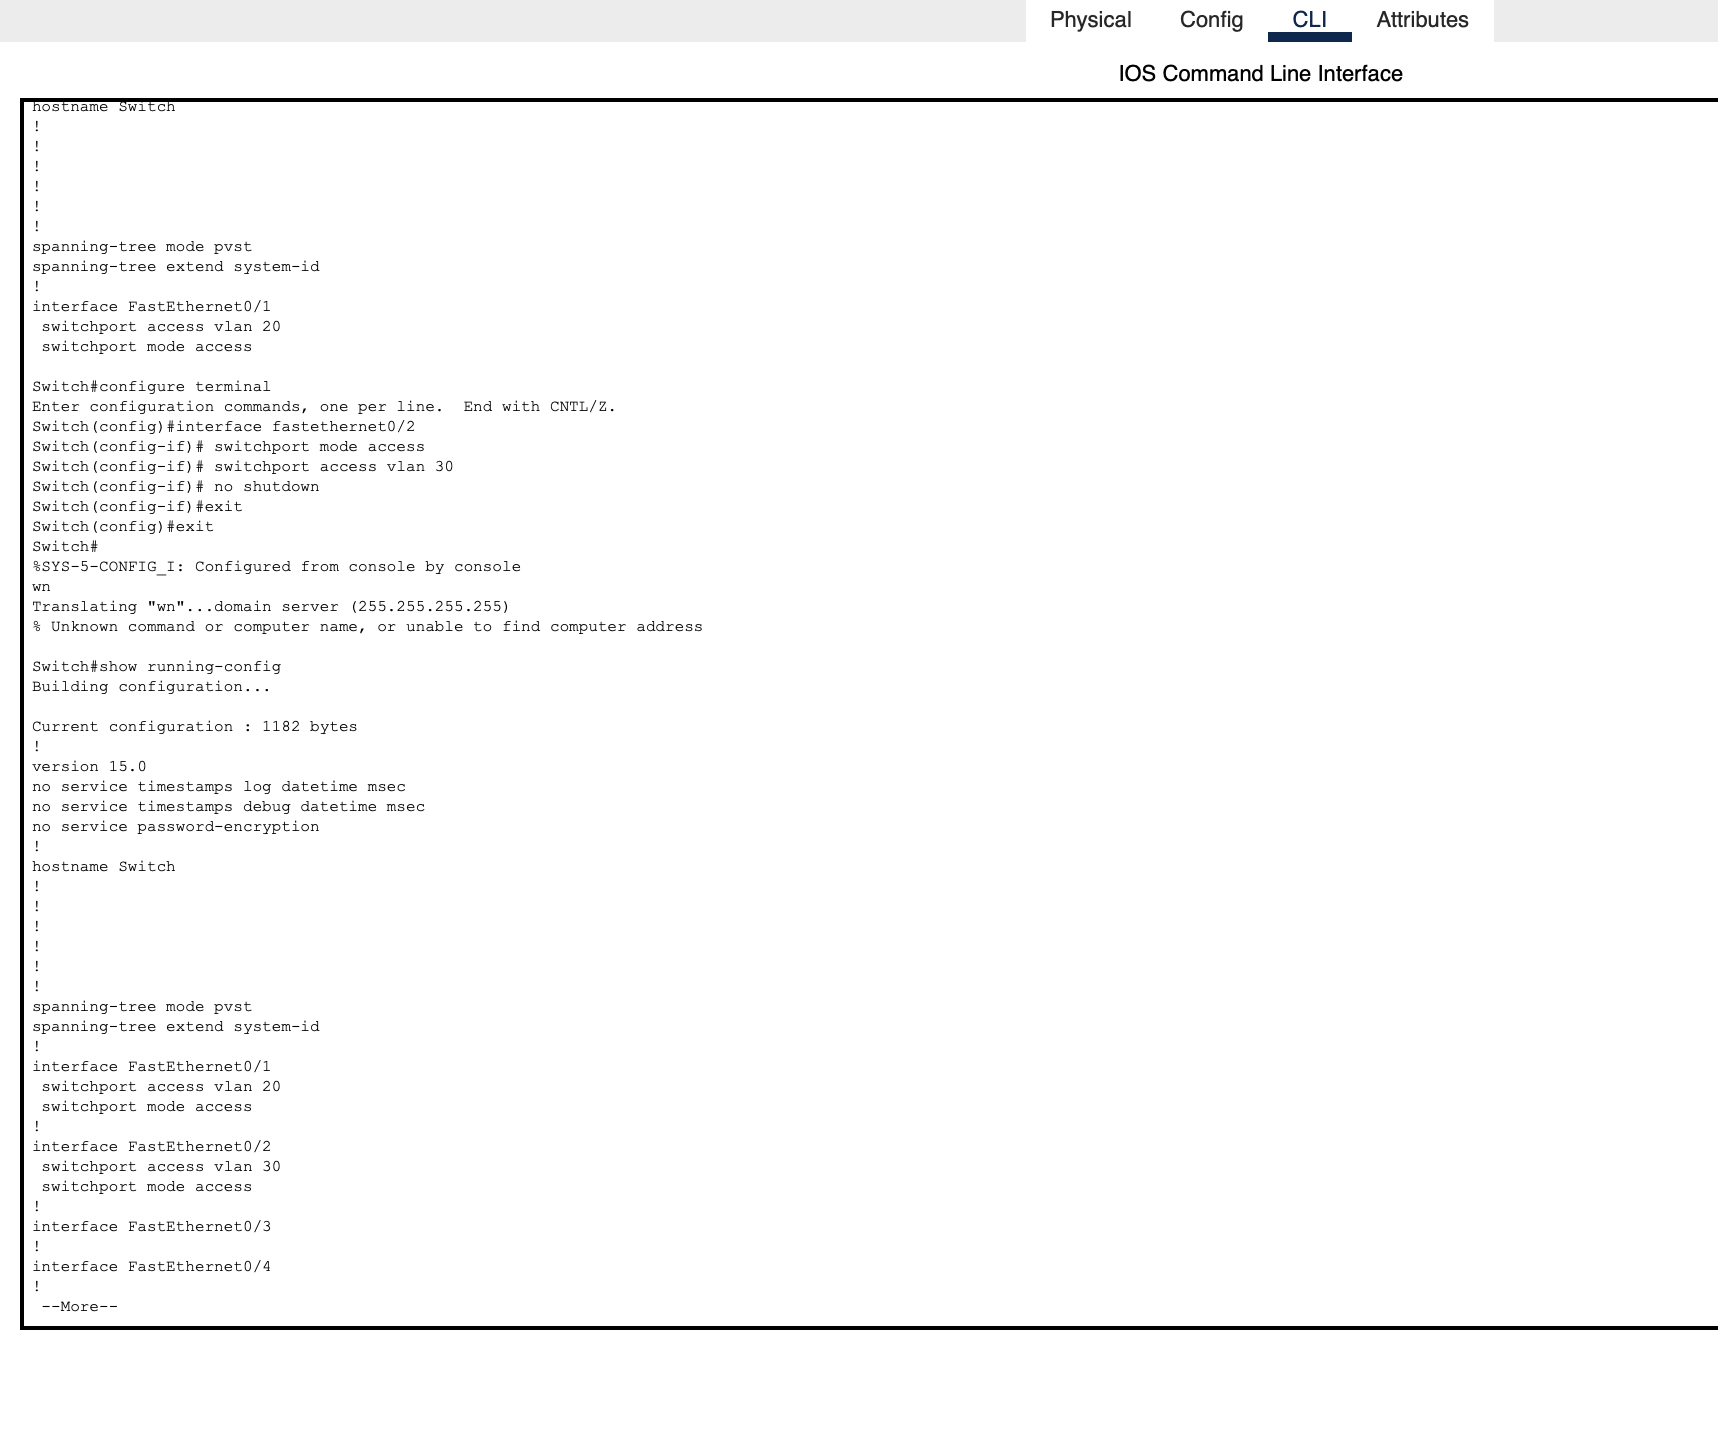 Physical Config CLI Attributes
IOS Command Line Interface
hostname Switch
!
!
!
!
!
!
spanning-tree mode pvst
spanning-tree extend system-id
!
interface FastEthernet0/1
 switchport access vlan 20
 switchport mode access

Switch#configure terminal
Enter configuration commands, one per line.  End with CNTL/Z.
Switch(config)#interface fastethernet0/2
Switch(config-if)# switchport mode access
Switch(config-if)# switchport access vlan 30
Switch(config-if)# no shutdown
Switch(config-if)#exit
Switch(config)#exit
Switch#
%SYS-5-CONFIG_I: Configured from console by console
wn
Translating "wn"...domain server (255.255.255.255)
% Unknown command or computer name, or unable to find computer address

Switch#show running-config
Building configuration...

Current configuration : 1182 bytes
!
version 15.0
no service timestamps log datetime msec
no service timestamps debug datetime msec
no service password-encryption
!
hostname Switch
!
!
!
!
!
!
spanning-tree mode pvst
spanning-tree extend system-id
!
interface FastEthernet0/1
 switchport access vlan 20
 switchport mode access
!
interface FastEthernet0/2
 switchport access vlan 30
 switchport mode access
!
interface FastEthernet0/3
!
interface FastEthernet0/4
!
 --More--